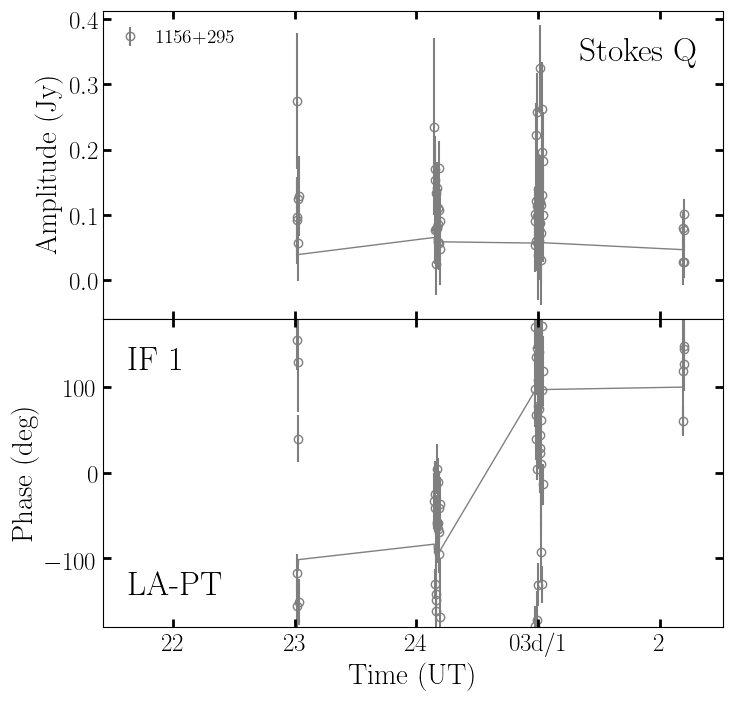 1156+295
Stokes Q
Amplitude (Jy)
0.4
0.3
0.2
0.1
0.0
IF 1
LA-PT
Phase (deg)
100
0
−100
22
23
24
03d/1
2
Time (UT)